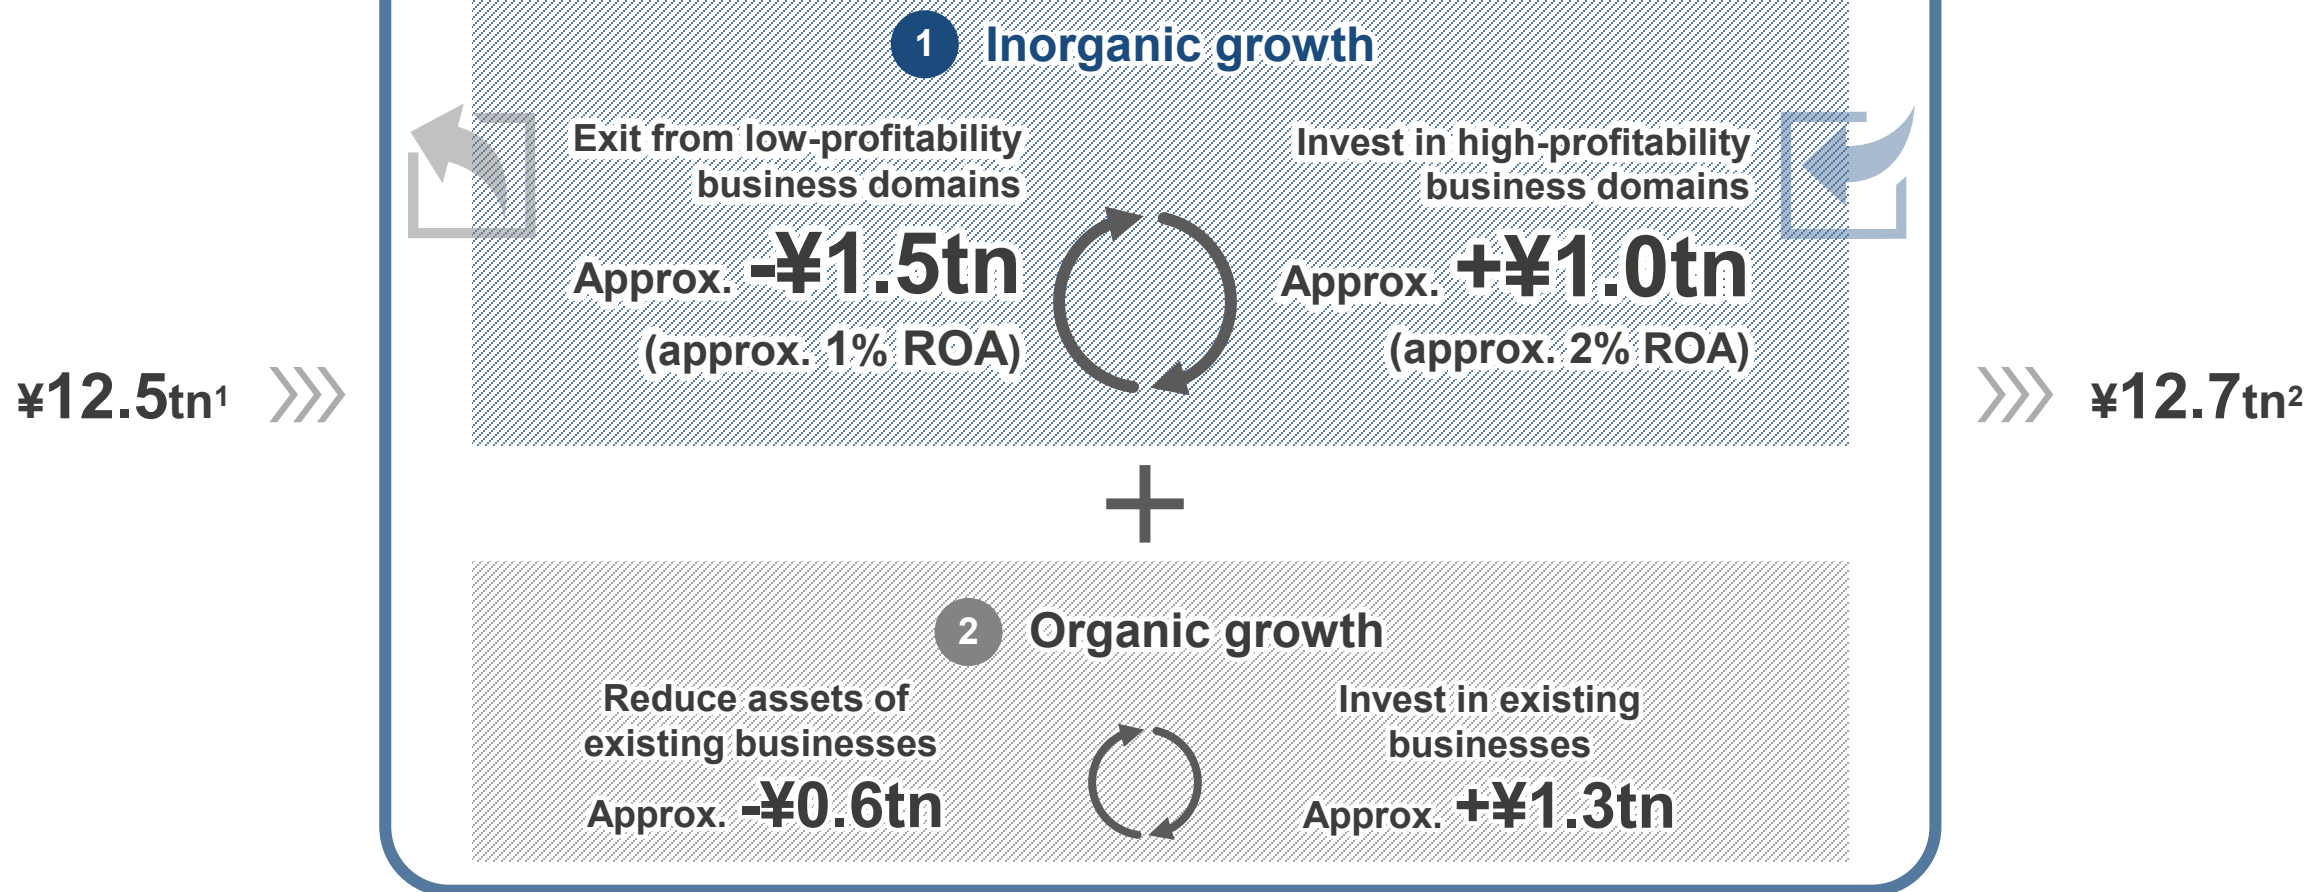 1 Inorganic growth
Exit from low-profitability
business domains
Approx. -¥1.5tn
(approx. 1% ROA)
Invest in high-profitability
business domains
Approx. +¥1.0tn
(approx. 2% ROA)
¥12.5tn¹
¥12.7tn²
2 Organic growth
Reduce assets of
existing businesses
Approx. -¥0.6tn
Invest in existing
businesses
Approx. +¥1.3tn